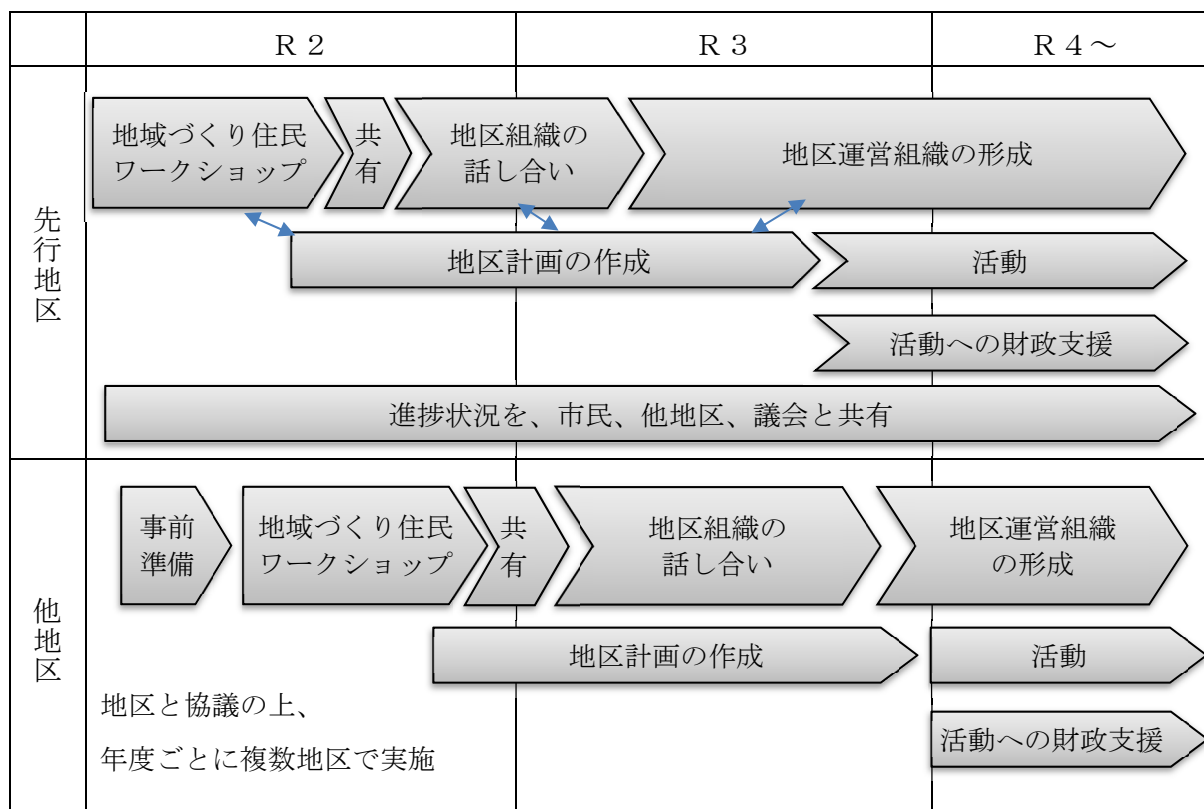 Ｒ２
Ｒ３
Ｒ４～
先行地区
地域づくり住民
ワークショップ
共有
地区組織の
話し合い
地区運営組織の形成
地区計画の作成
活動
活動への財政支援
進捗状況を、市民、他地区、議会と共有
他地区
事前
準備
地域づくり住民
ワークショップ
共有
地区組織の
話し合い
地区運営組織
の形成
地区計画の作成
活動
地区と協議の上、
年度ごとに複数地区で実施
活動への財政支援